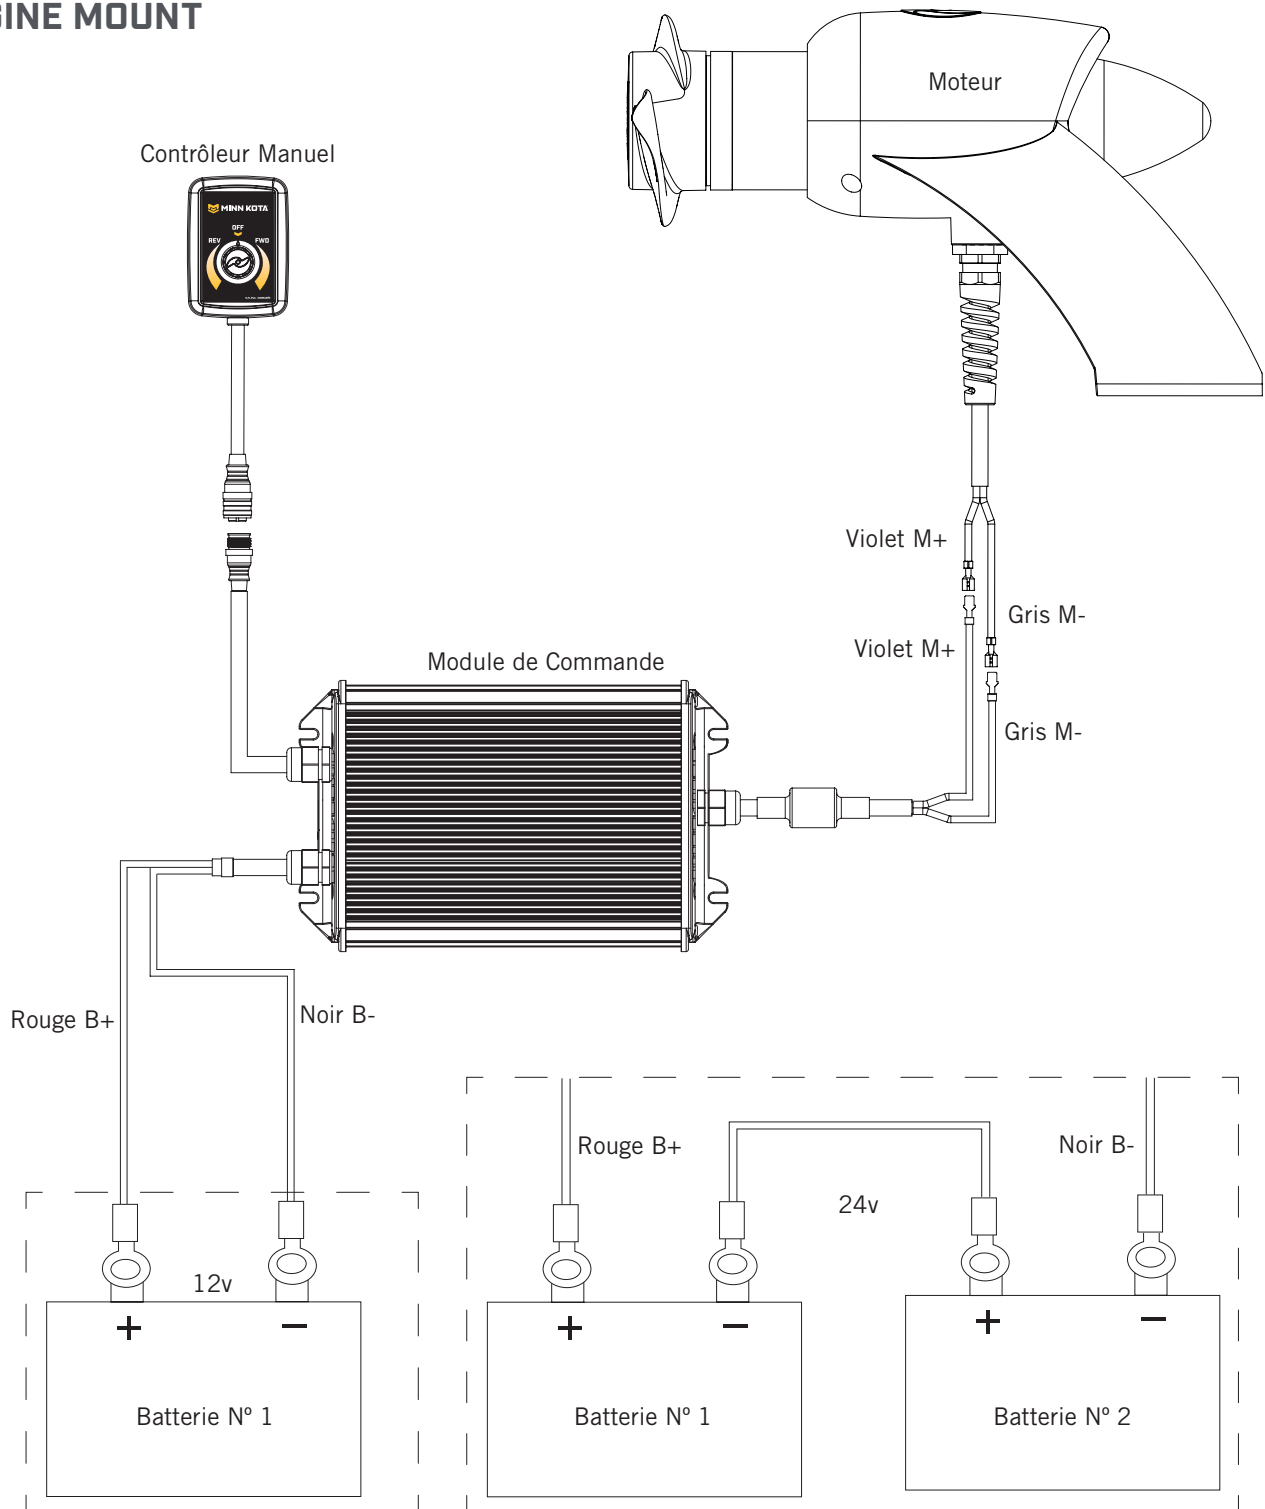 GINE MOUNT
Moteur
Contrôleur Manuel
MINN KOTA
OFF
REV
FWD
Violet M+
Gris M-
Violet M+
Module de Commande
Gris M-
Rouge B+
Noir B-
Rouge B+
Noir B-
24v
12v
+
−
+
−
+
−
Batterie Nº 1
Batterie Nº 1
Batterie Nº 2